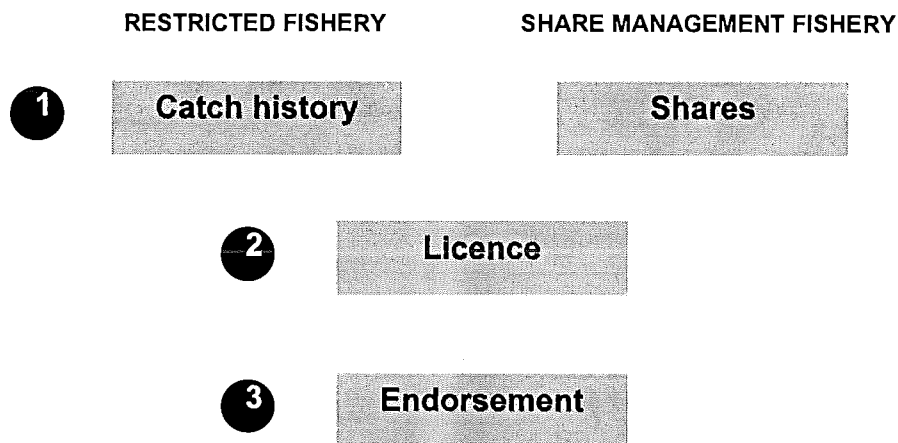 RESTRICTED FISHERY SHARE MANAGEMENT FISHERY
1 Catch history Shares
2 Licence
3 Endorsement